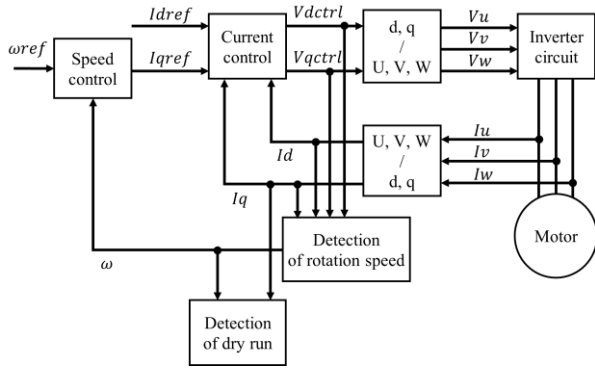 Idref
Vdctrl
Vu
ωref
Speed
control
Iqref
Current
control
Vqctrl
d, q
/
U, V, W
Vv
Vw
Inverter
circuit
Id
Iq
U, V, W
/
d, q
Iu
Iv
Iw
Motor
Detection
of rotation speed
ω
Detection
of dry run